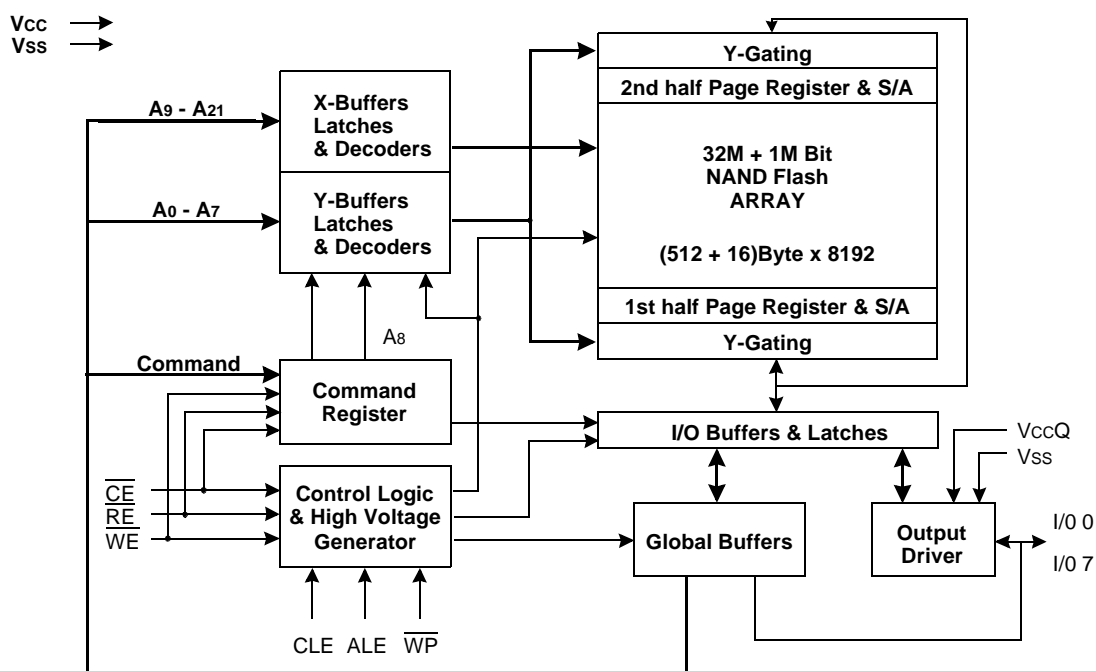 VCC
VSS
A9 - A21
X-Buffers
Latches
& Decoders
A0 - A7
Y-Buffers
Latches
& Decoders
Y-Gating
2nd half Page Register & S/A
32M + 1M Bit
NAND Flash
ARRAY
(512 + 16)Byte x 8192
1st half Page Register & S/A
Y-Gating
A8
Command
Command
Register
I/O Buffers & Latches
VCCQ
VSS
CE
RE
WE
Control Logic
& High Voltage
Generator
Global Buffers
Output
Driver
I/0 0
I/0 7
CLE ALE WP